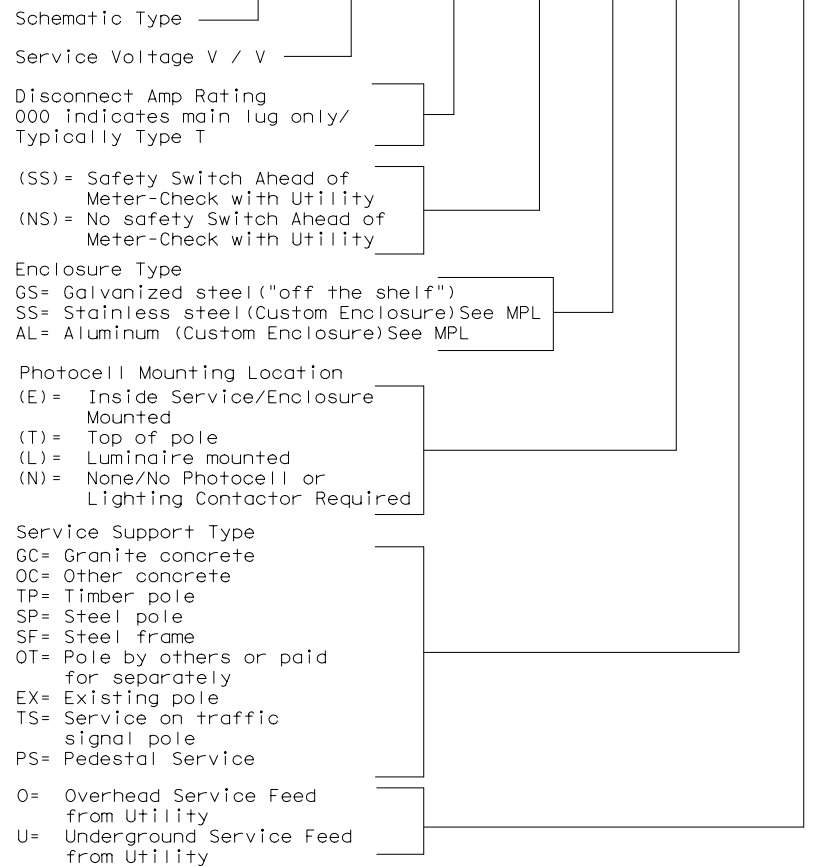 Schematic Type
Service Voltage V / V
Disconnect Amp Rating
000 indicates main lug only/
Typically Type T
(SS)= Safety Switch Ahead of
Meter-Check with Utility
(NS)= No safety Switch Ahead of
Meter-Check with Utility
Enclosure Type
GS= Galvanized steel("off the shelf")
SS= Stainless steel(Custom Enclosure)See MPL
AL= Aluminum (Custom Enclosure)See MPL
Photocell Mounting Location
(E)= Inside Service/Enclosure
Mounted
(T)= Top of pole
(L)= Luminaire mounted
(N)= None/No Photocell or
Lighting Contactor Required
Service Support Type
GC= Granite concrete
OC= Other concrete
TP= Timber pole
SP= Steel pole
SF= Steel frame
OT= Pole by others or paid
for separately
EX= Existing pole
TS= Service on traffic
signal pole
PS= Pedestal Service
O= Overhead Service Feed
from Utility
U= Underground Service Feed
from Utility